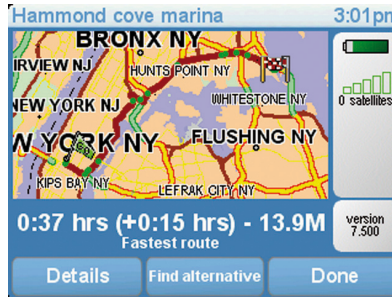 Hammond cove marina 3:01pm
BRONX NY
IRVIEW NJ
HUNTS POINT NY
NEW YORK NJ
WHITESTONE NY
0 satellites
W YORK NY
FLUSHING NY
KIPS BAY NY
LEFRAK CITY NY
0:37 hrs (+0:15 hrs) - 13.9M
Fastest route
version
7.500
Details Find alternative Done